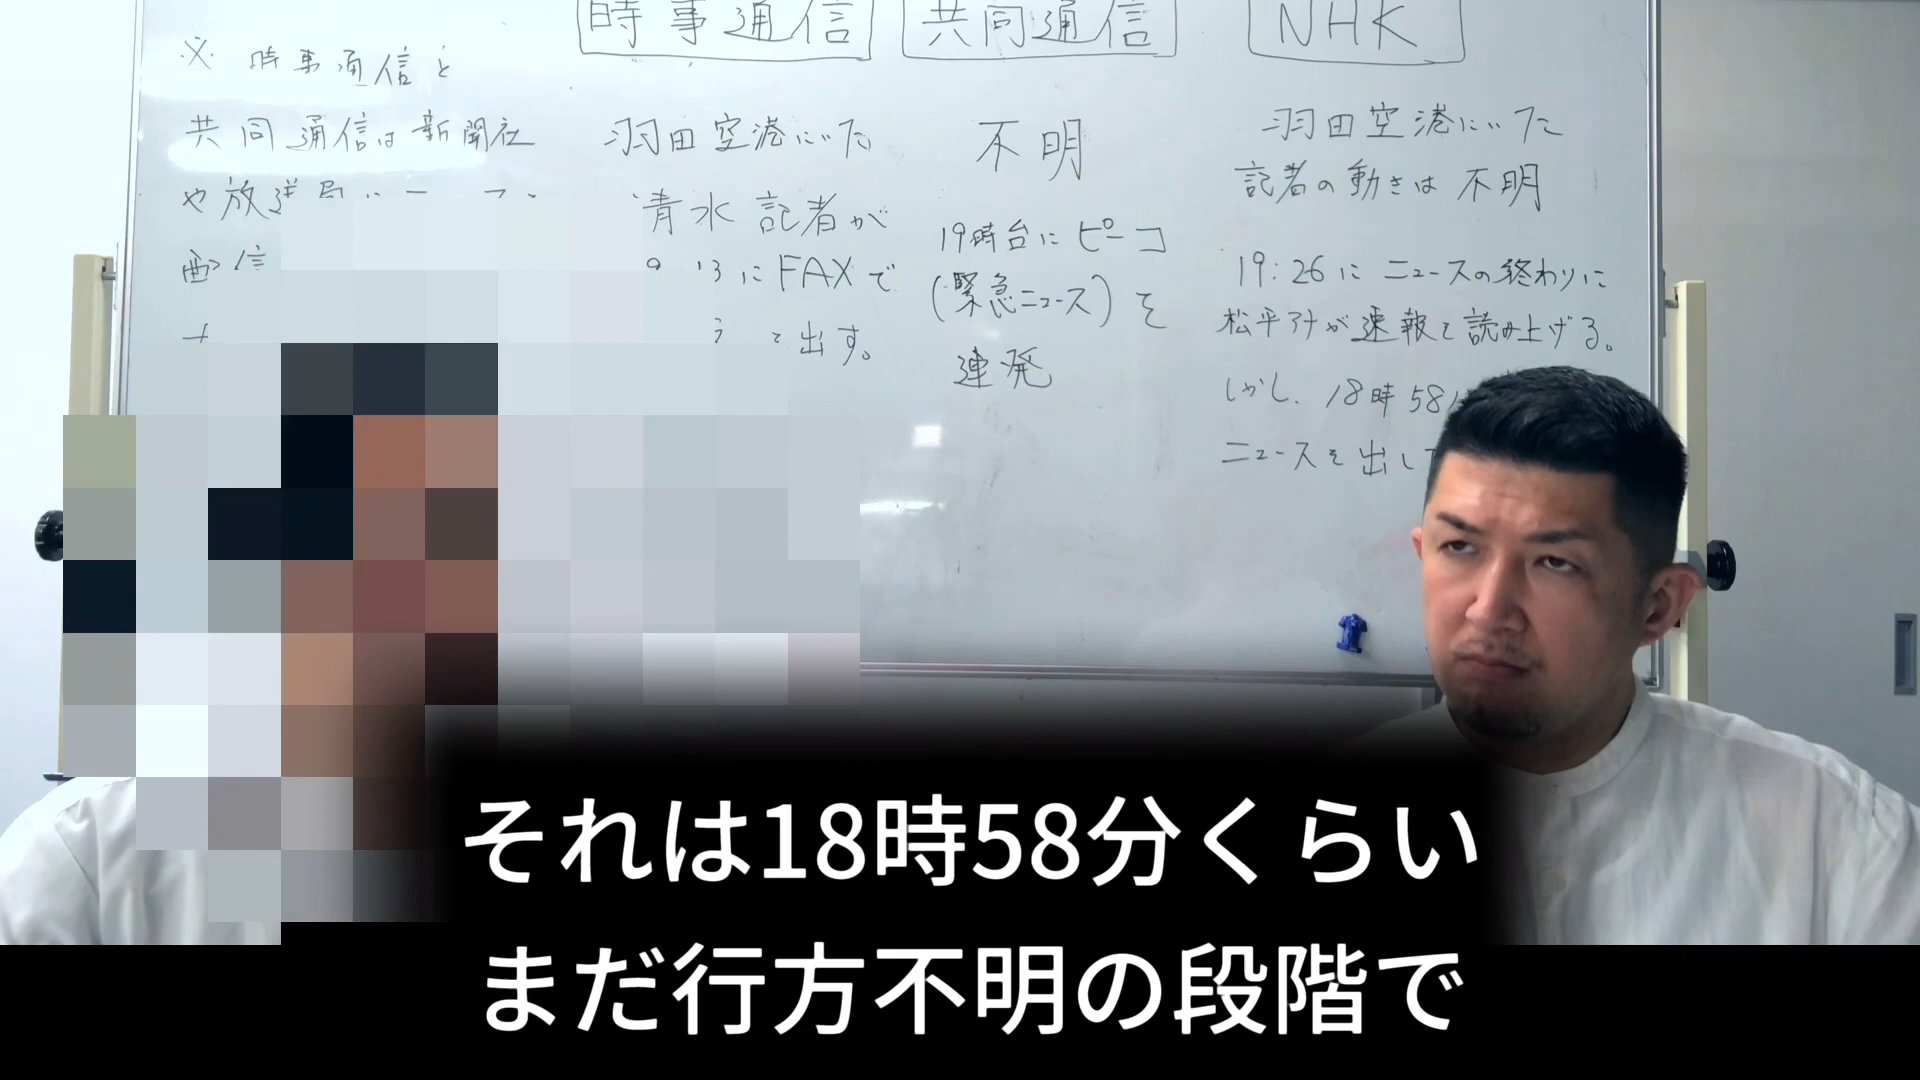 時事通信
共同通信
NHK
※ 時事通信と
共同通信は新聞社
や放送局に
配信
羽田空港にいた
青水記者が
にFAXで
出す。
不明
19時台にピーコ
(緊急ニュース)を
連発
羽田空港にいた
記者の動きは不明
19:26にニュースの終わりに
松平アナが速報を読み上げる。
しかし、18時58
ニュースを出して
それは18時58分くらい
まだ行方不明の段階で